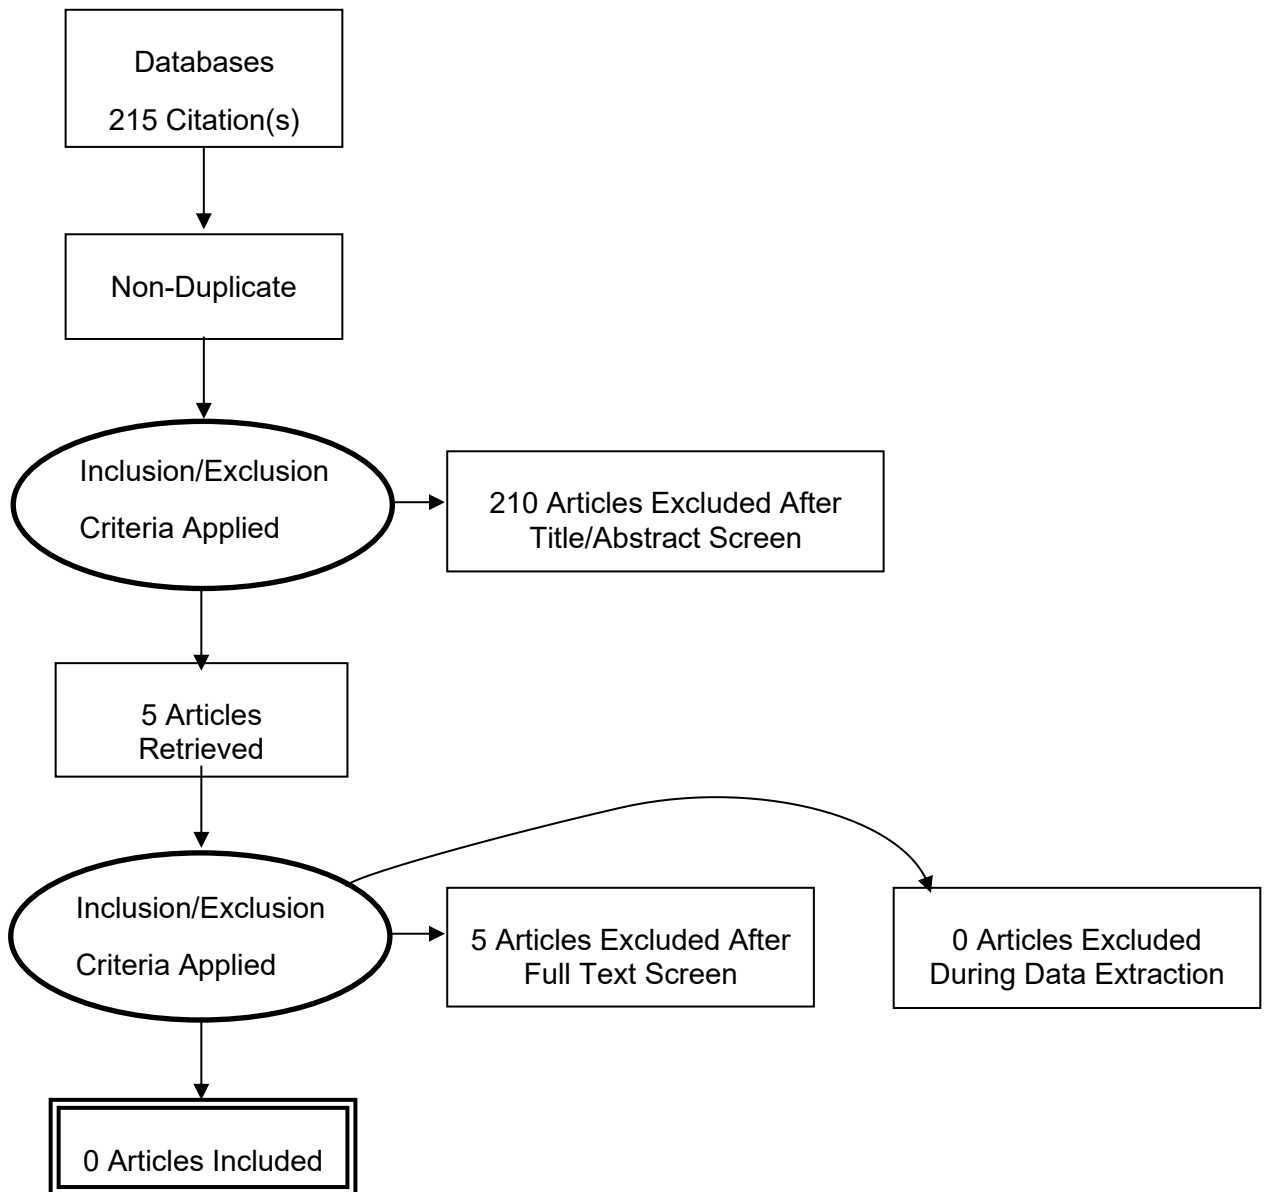 Databases
215 Citation(s)
Non-Duplicate
Inclusion/Exclusion
Criteria Applied
210 Articles Excluded After
Title/Abstract Screen
5 Articles
Retrieved
Inclusion/Exclusion
Criteria Applied
5 Articles Excluded After
Full Text Screen
0 Articles Excluded
During Data Extraction
0 Articles Included